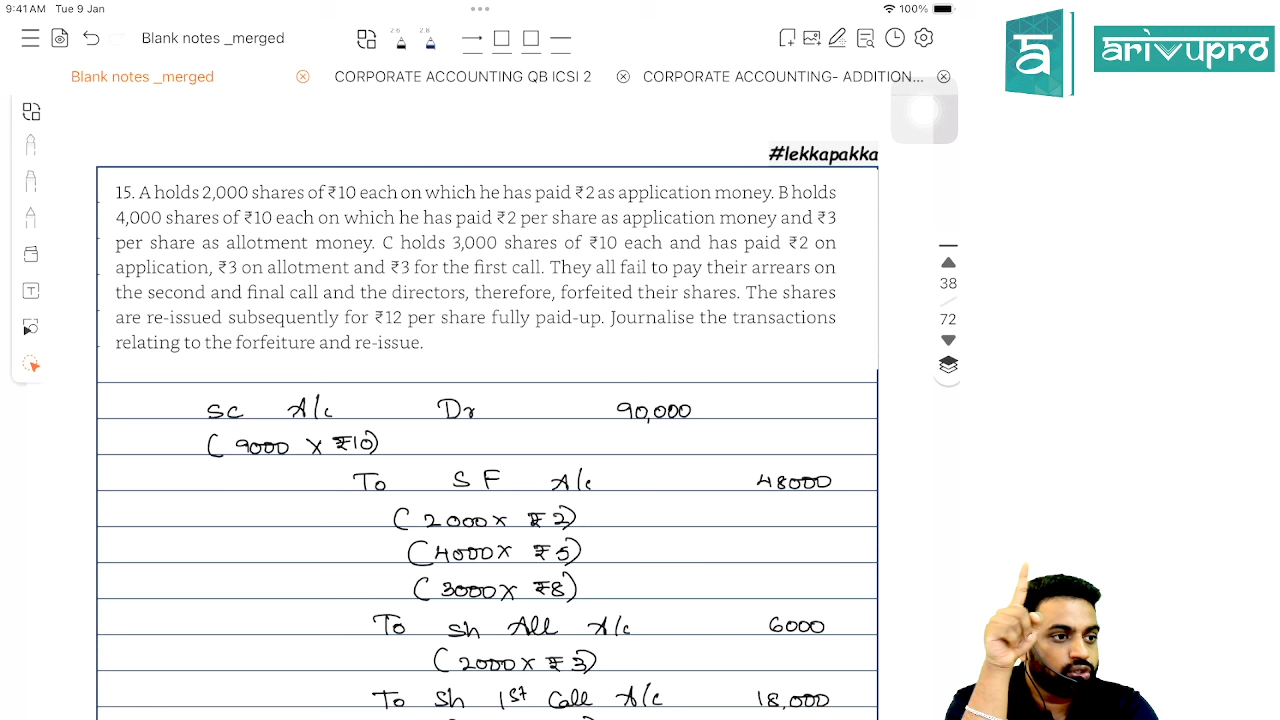 9:41 AM Tue 9 Jan
100%
Blank notes _merged
2.6 2.8
Blank notes _merged
CORPORATE ACCOUNTING QB ICSI 2
CORPORATE ACCOUNTING- ADDITION...
a arivupro
#lekkapakka
15. A holds 2,000 shares of ₹10 each on which he has paid ₹2 as application money. B holds
4,000 shares of ₹10 each on which he has paid ₹2 per share as application money and ₹3
per share as allotment money. C holds 3,000 shares of ₹10 each and has paid ₹2 on
application, ₹3 on allotment and ₹3 for the first call. They all fail to pay their arrears on
the second and final call and the directors, therefore, forfeited their shares. The shares
are re-issued subsequently for ₹12 per share fully paid-up. Journalise the transactions
relating to the forfeiture and re-issue.
38
72
SC A/c Dr 90,000
(9000 X ₹10)
To SF A/c 48000
(2000 x ₹2)
(4000 x ₹5)
(3000 x ₹8)
To Sh All A/c 6000
(2000 x ₹3)
To Sh 1st Call A/c 18,000